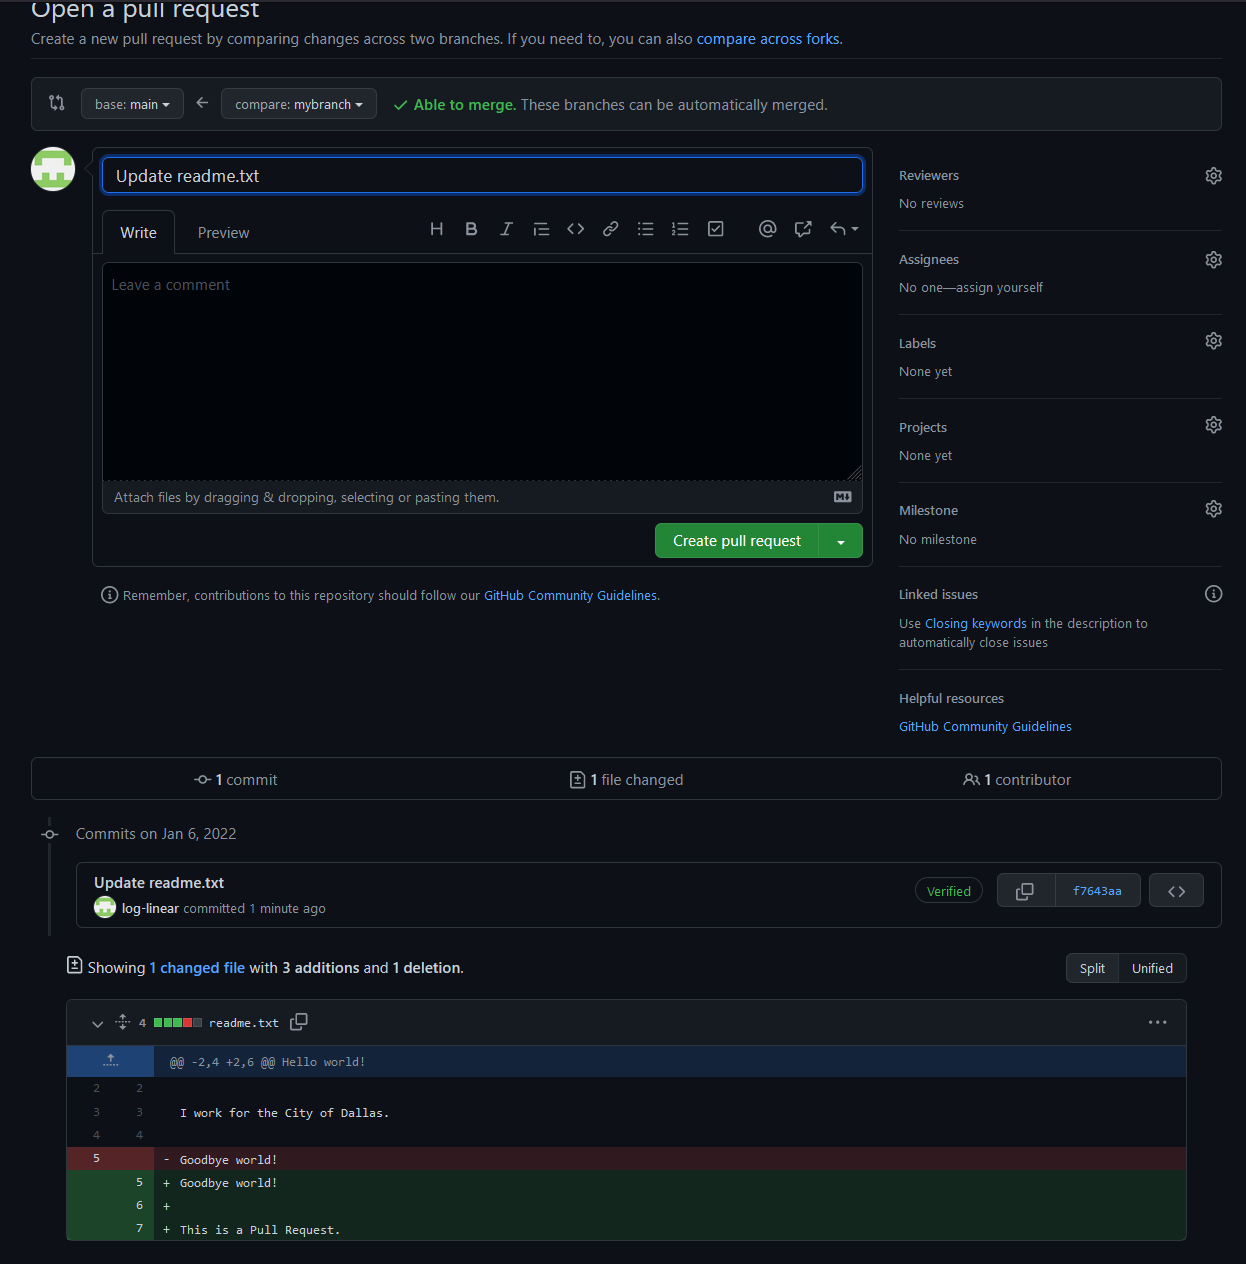 Open a pull request
Create a new pull request by comparing changes across two branches. If you need to, you can also compare across forks.
base: main
compare: mybranch
Able to merge. These branches can be automatically merged.
Update readme.txt
Write
Preview
Leave a comment
Attach files by dragging & dropping, selecting or pasting them.
Create pull request
Remember, contributions to this repository should follow our GitHub Community Guidelines.
Reviewers
No reviews
Assignees
No one—assign yourself
Labels
None yet
Projects
None yet
Milestone
No milestone
Linked issues
Use Closing keywords in the description to
automatically close issues
Helpful resources
GitHub Community Guidelines
1 commit
1 file changed
1 contributor
Commits on Jan 6, 2022
Update readme.txt
log-linear committed 1 minute ago
Verified
f7643aa
Showing 1 changed file with 3 additions and 1 deletion.
Split
Unified
4 readme.txt
@@ -2,4 +2,6 @@ Hello world!
2 2
3 3 I work for the City of Dallas.
4 4
5 - Goodbye world!
5 + Goodbye world!
6 +
7 + This is a Pull Request.